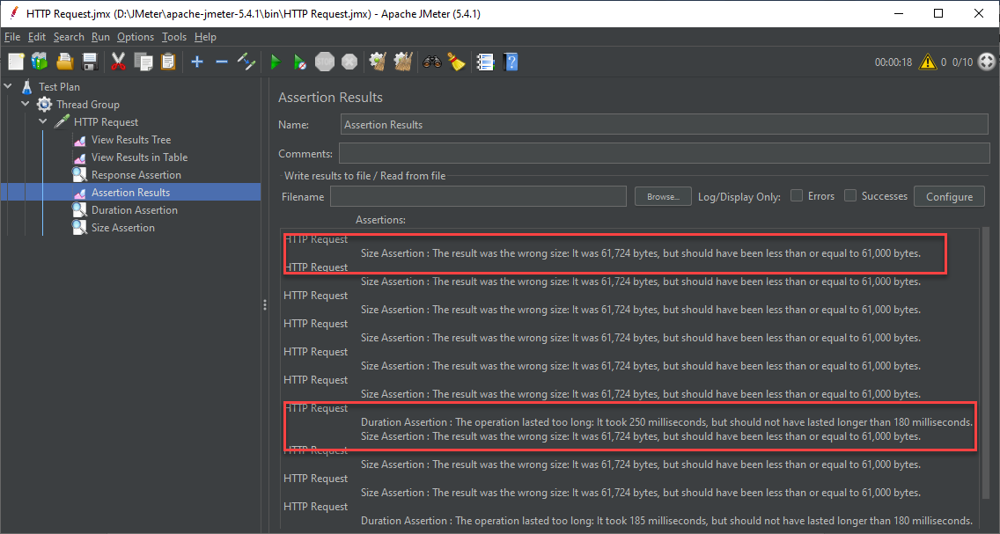 HTTP Request.jmx (D:\JMeter\apache-jmeter-5.4.1\bin\HTTP Request.jmx) - Apache JMeter (5.4.1)
File Edit Search Run Options Tools Help
STOP
00:00:18 0 0/10
Test Plan
Thread Group
HTTP Request
View Results Tree
View Results in Table
Response Assertion
Assertion Results
Duration Assertion
Size Assertion
Assertion Results
Name: Assertion Results
Comments:
Write results to file / Read from file
Filename Browse... Log/Display Only: Errors Successes Configure
Assertions:
HTTP Request
Size Assertion : The result was the wrong size: It was 61,724 bytes, but should have been less than or equal to 61,000 bytes.
HTTP Request
Size Assertion : The result was the wrong size: It was 61,724 bytes, but should have been less than or equal to 61,000 bytes.
HTTP Request
Size Assertion : The result was the wrong size: It was 61,724 bytes, but should have been less than or equal to 61,000 bytes.
HTTP Request
Size Assertion : The result was the wrong size: It was 61,724 bytes, but should have been less than or equal to 61,000 bytes.
HTTP Request
Size Assertion : The result was the wrong size: It was 61,724 bytes, but should have been less than or equal to 61,000 bytes.
HTTP Request
Size Assertion : The result was the wrong size: It was 61,724 bytes, but should have been less than or equal to 61,000 bytes.
HTTP Request
Duration Assertion : The operation lasted too long: It took 250 milliseconds, but should not have lasted longer than 180 milliseconds.
Size Assertion : The result was the wrong size: It was 61,724 bytes, but should have been less than or equal to 61,000 bytes.
HTTP Request
Size Assertion : The result was the wrong size: It was 61,724 bytes, but should have been less than or equal to 61,000 bytes.
HTTP Request
Size Assertion : The result was the wrong size: It was 61,724 bytes, but should have been less than or equal to 61,000 bytes.
HTTP Request
Duration Assertion : The operation lasted too long: It took 185 milliseconds, but should not have lasted longer than 180 milliseconds.